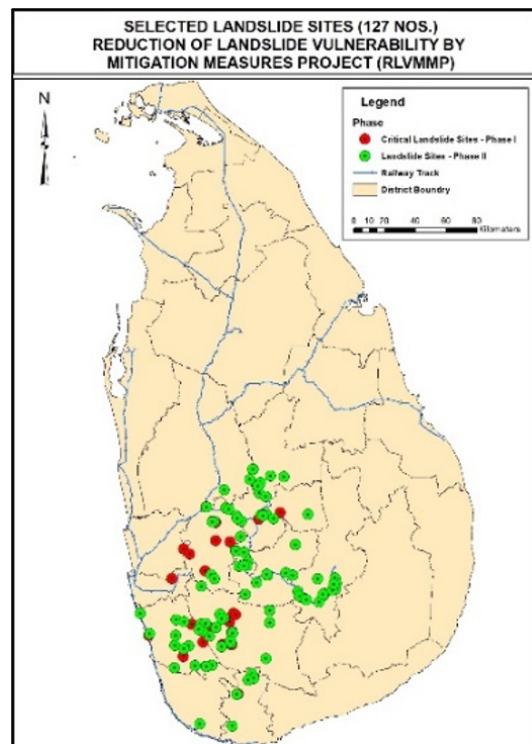 SELECTED LANDSLIDE SITES (127 NOS.)
REDUCTION OF LANDSLIDE VULNERABILITY BY
MITIGATION MEASURES PROJECT (RLVMMP)
N
Legend
Phase
Critical Landslide Sites - Phase I
Landslide Sites - Phase II
Railway Track
District Boundry
0 10 20 40 60 80
Kilometers